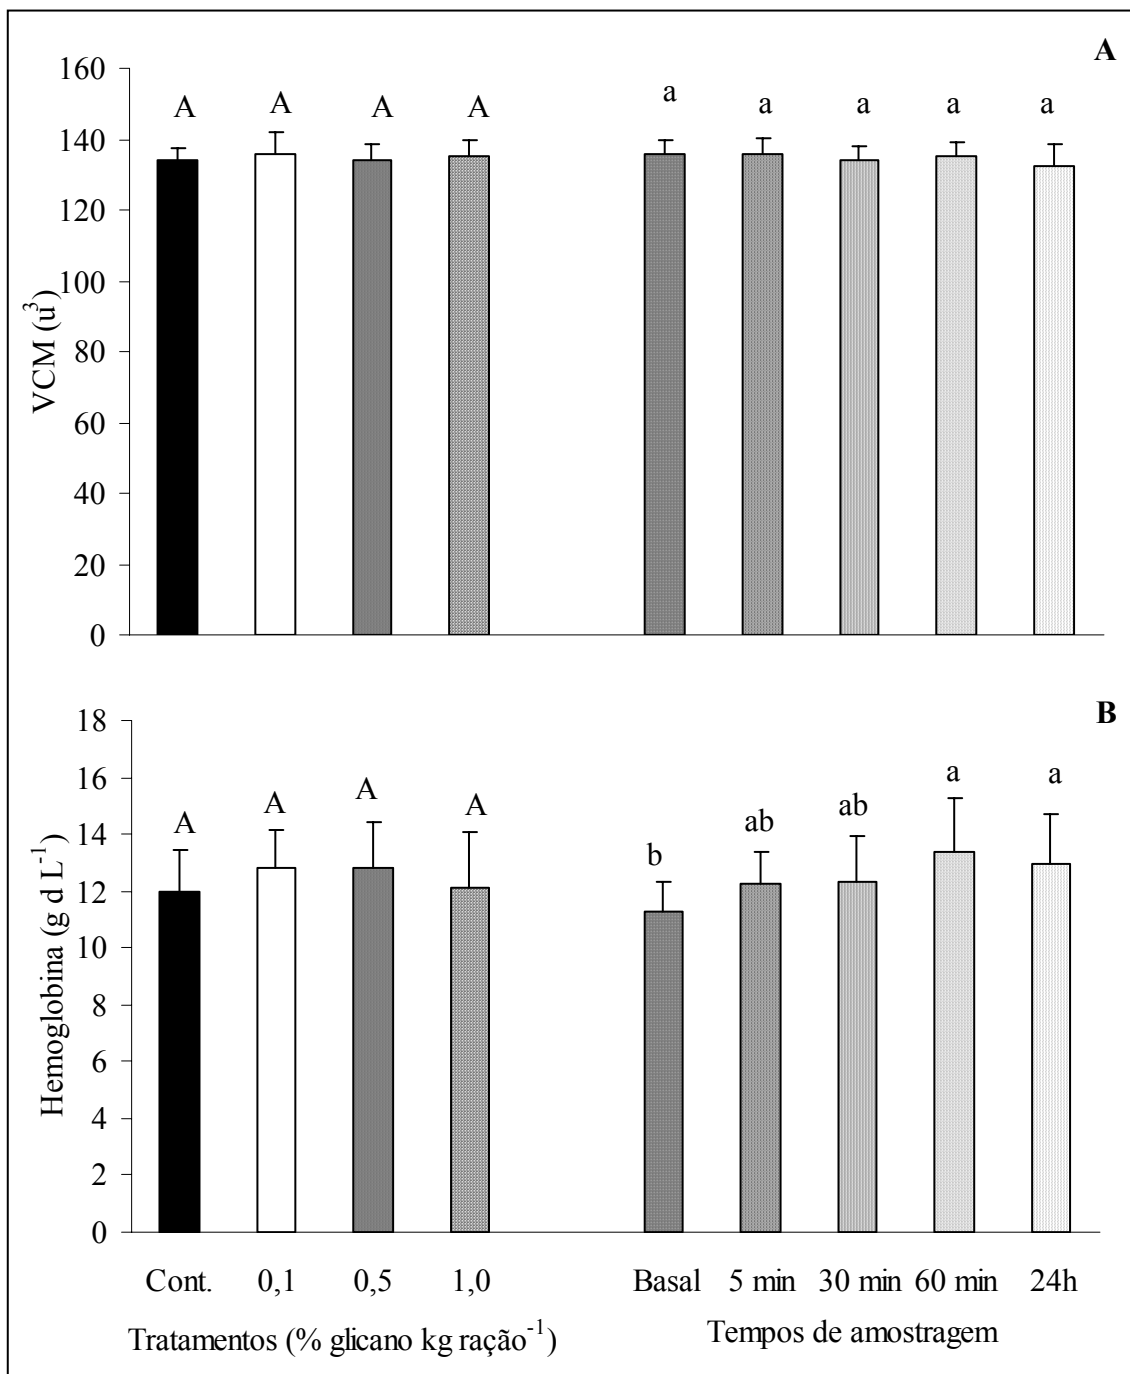 A
160
140
120
100
80
60
40
20
0
VCM (u³)
A A A A a a a a a
B
18
16
14
12
10
8
6
4
2
0
Hemoglobina (g d L⁻¹)
A A A A b ab ab a a
Cont. 0,1 0,5 1,0 Basal 5 min 30 min 60 min 24h
Tratamentos (% glicano kg ração⁻¹) Tempos de amostragem